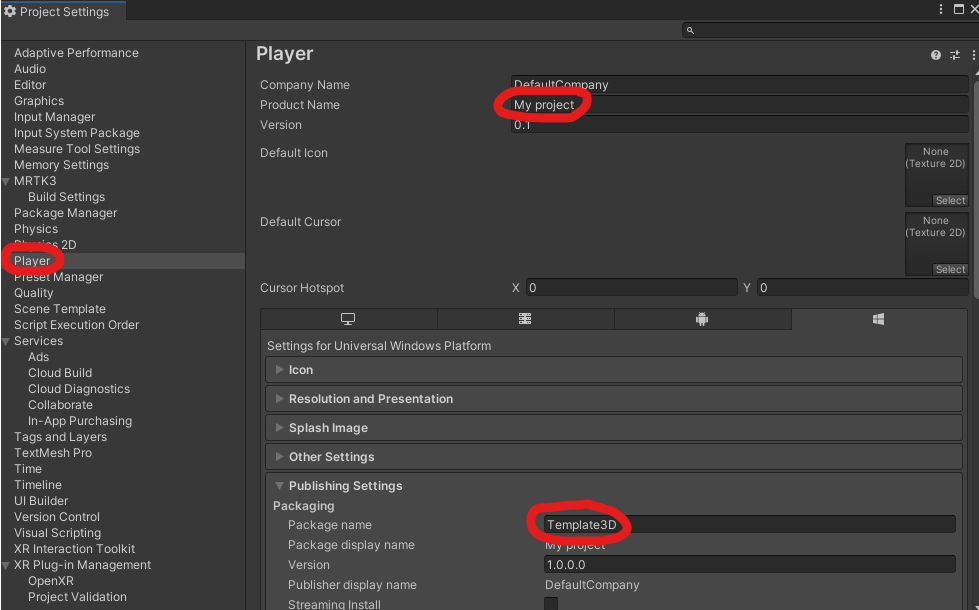 Project Settings
Adaptive Performance
Audio
Editor
Graphics
Input Manager
Input System Package
Measure Tool Settings
Memory Settings
MRTK3
Build Settings
Package Manager
Physics
Physics 2D
Player
Preset Manager
Quality
Scene Template
Script Execution Order
Services
Ads
Cloud Build
Cloud Diagnostics
Collaborate
In-App Purchasing
Tags and Layers
TextMesh Pro
Time
Timeline
UI Builder
Version Control
Visual Scripting
XR Interaction Toolkit
XR Plug-in Management
OpenXR
Project Validation
Player
Company Name DefaultCompany
Product Name My project
Version 0.1
Default Icon
None
(Texture 2D)
Select
Default Cursor
None
(Texture 2D)
Select
Cursor Hotspot X 0 Y 0
Settings for Universal Windows Platform
Icon
Resolution and Presentation
Splash Image
Other Settings
Publishing Settings
Packaging
Package name Template3D
Package display name My project
Version 1.0.0.0
Publisher display name DefaultCompany
Streaming Install